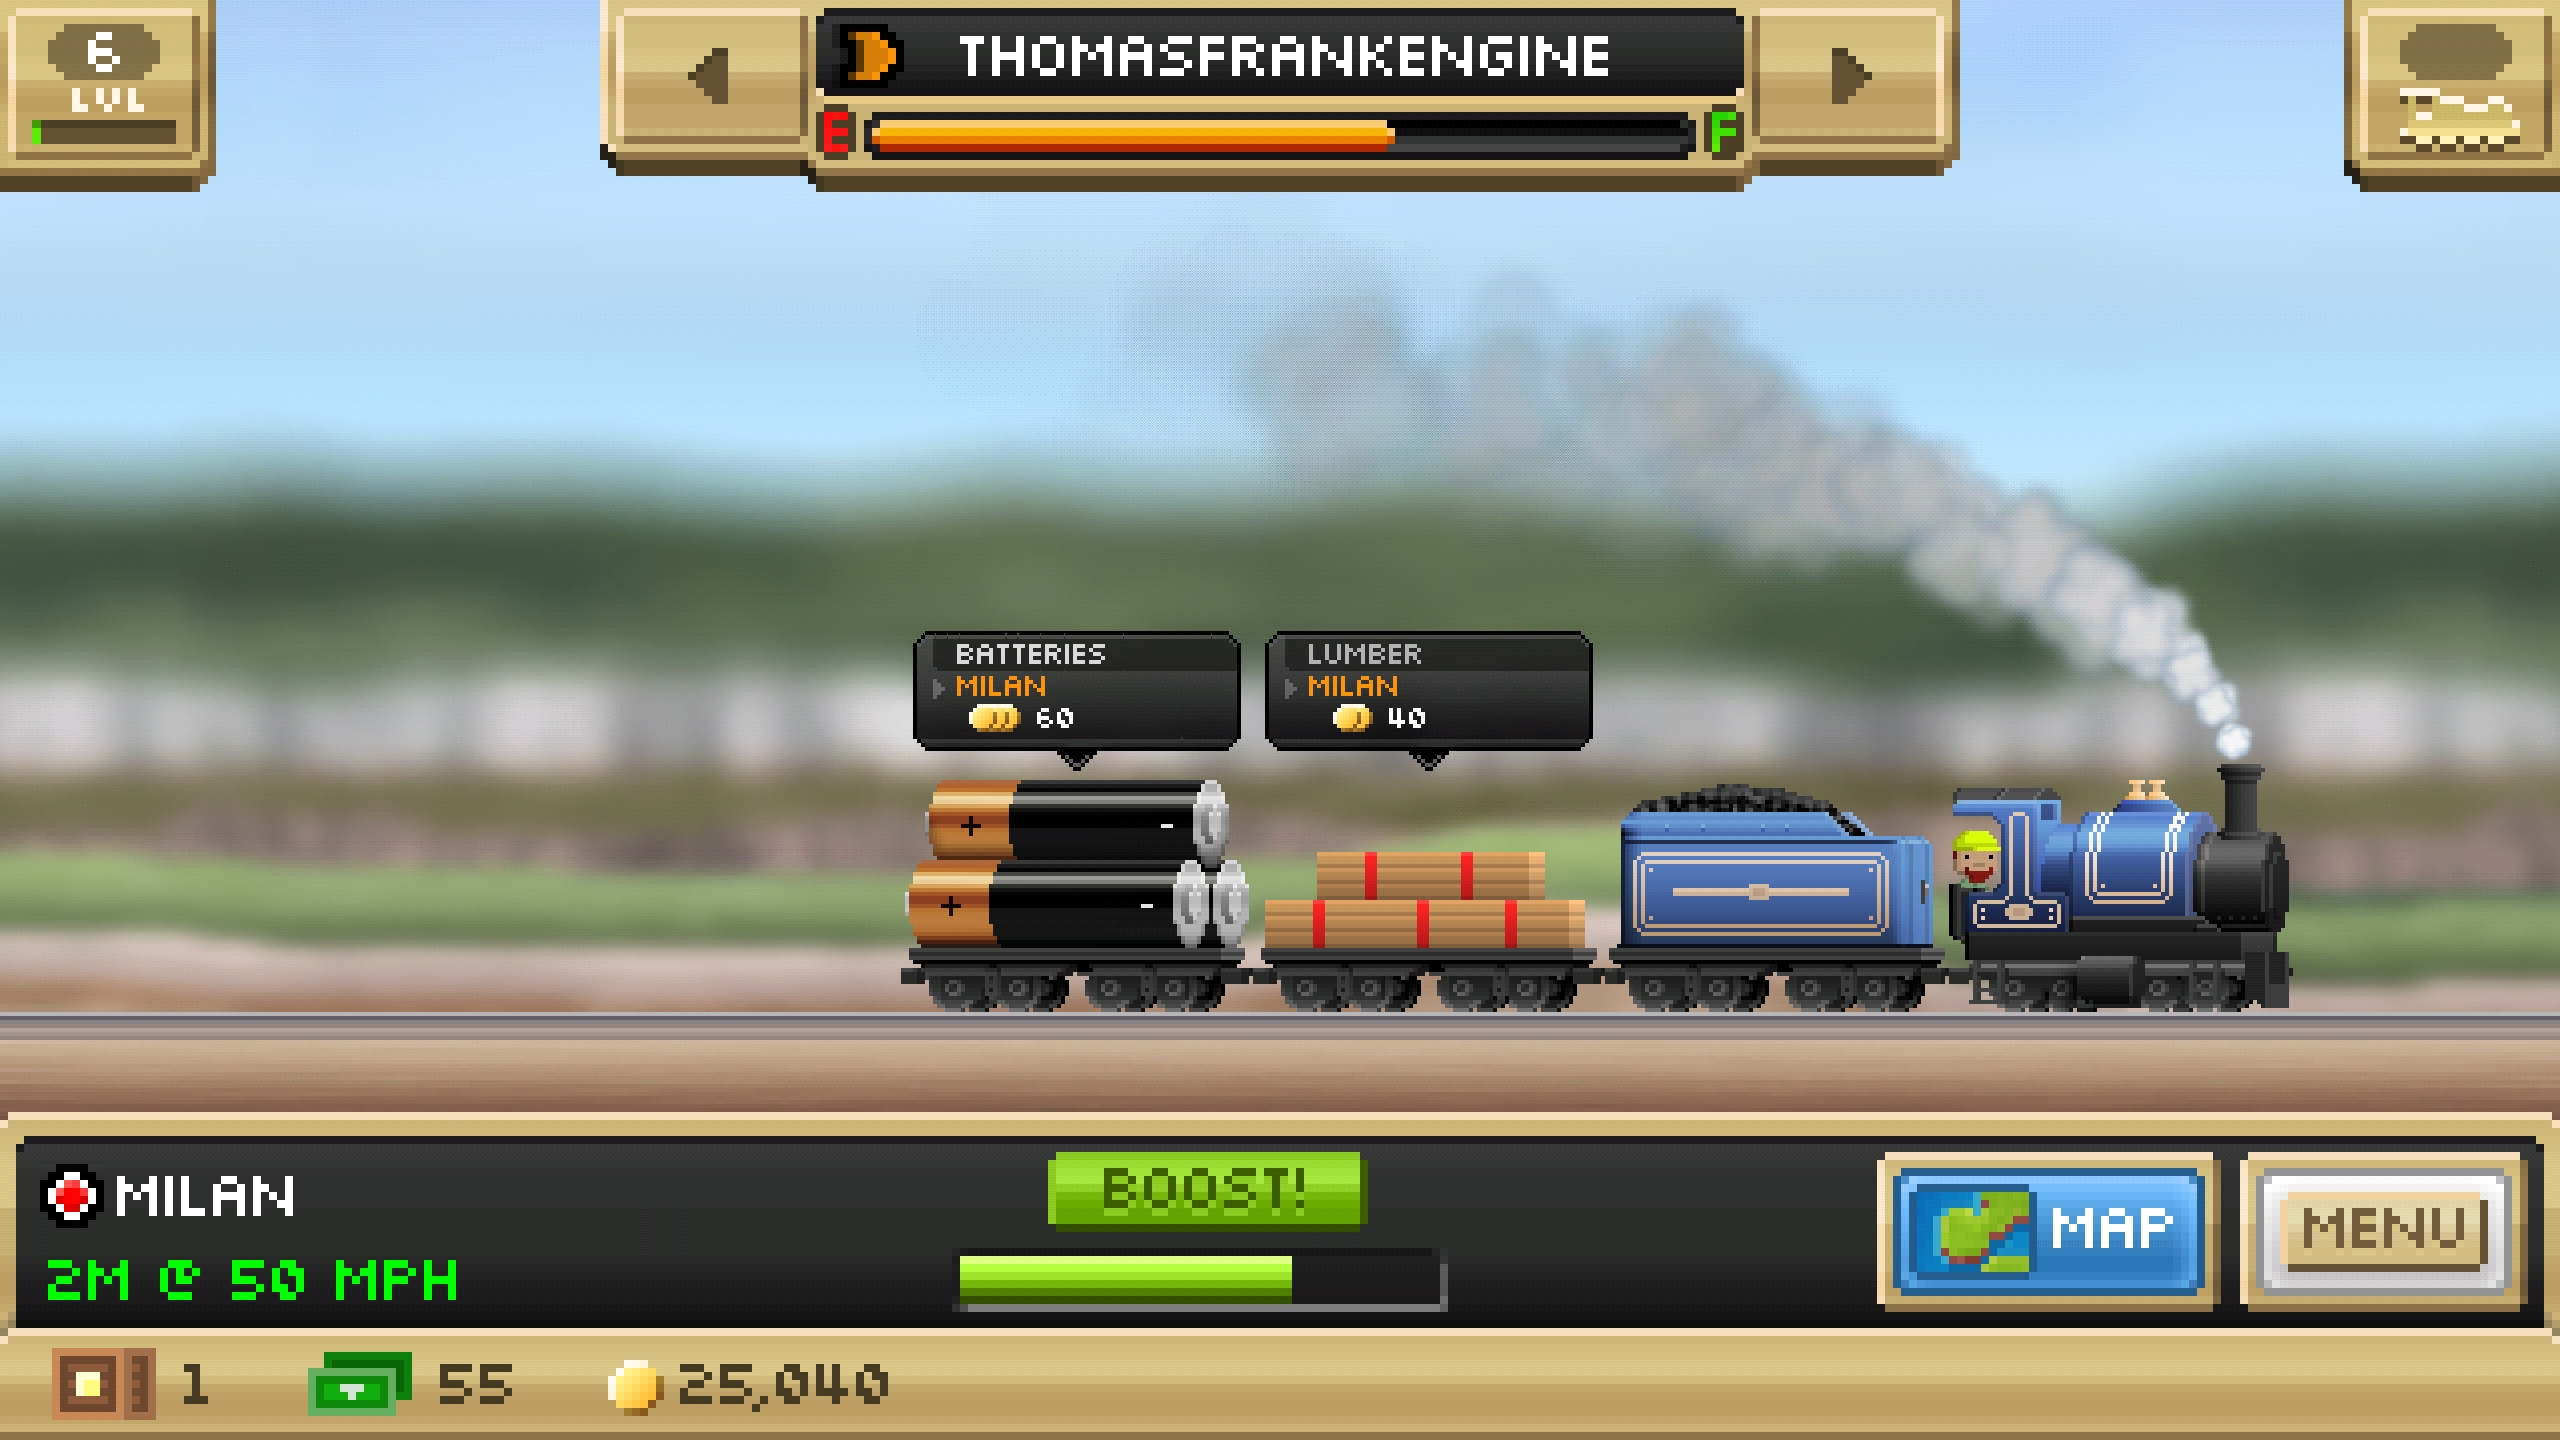 6
LVL
THOMASFRANKENGINE
E F
BATTERIES
MILAN
60
LUMBER
MILAN
40
+ -
+ -
MILAN
2M @ 50 MPH
BOOST!
MAP
MENU
1 55 25,040